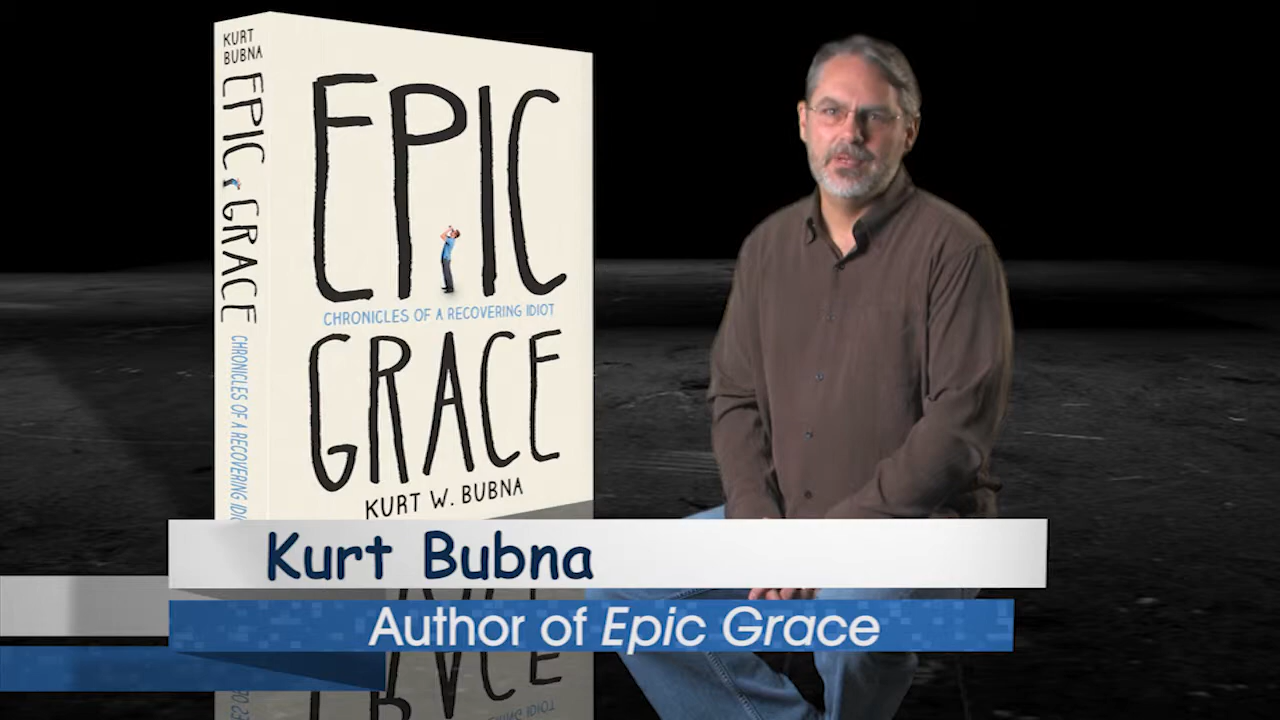 KURT
BUBNA
EPIC GRACE
CHRONICLES OF A RECOVERING
EPIC
CHRONICLES OF A RECOVERING IDIOT
GRACE
KURT W. BUBNA
Kurt Bubna
Author of Epic Grace